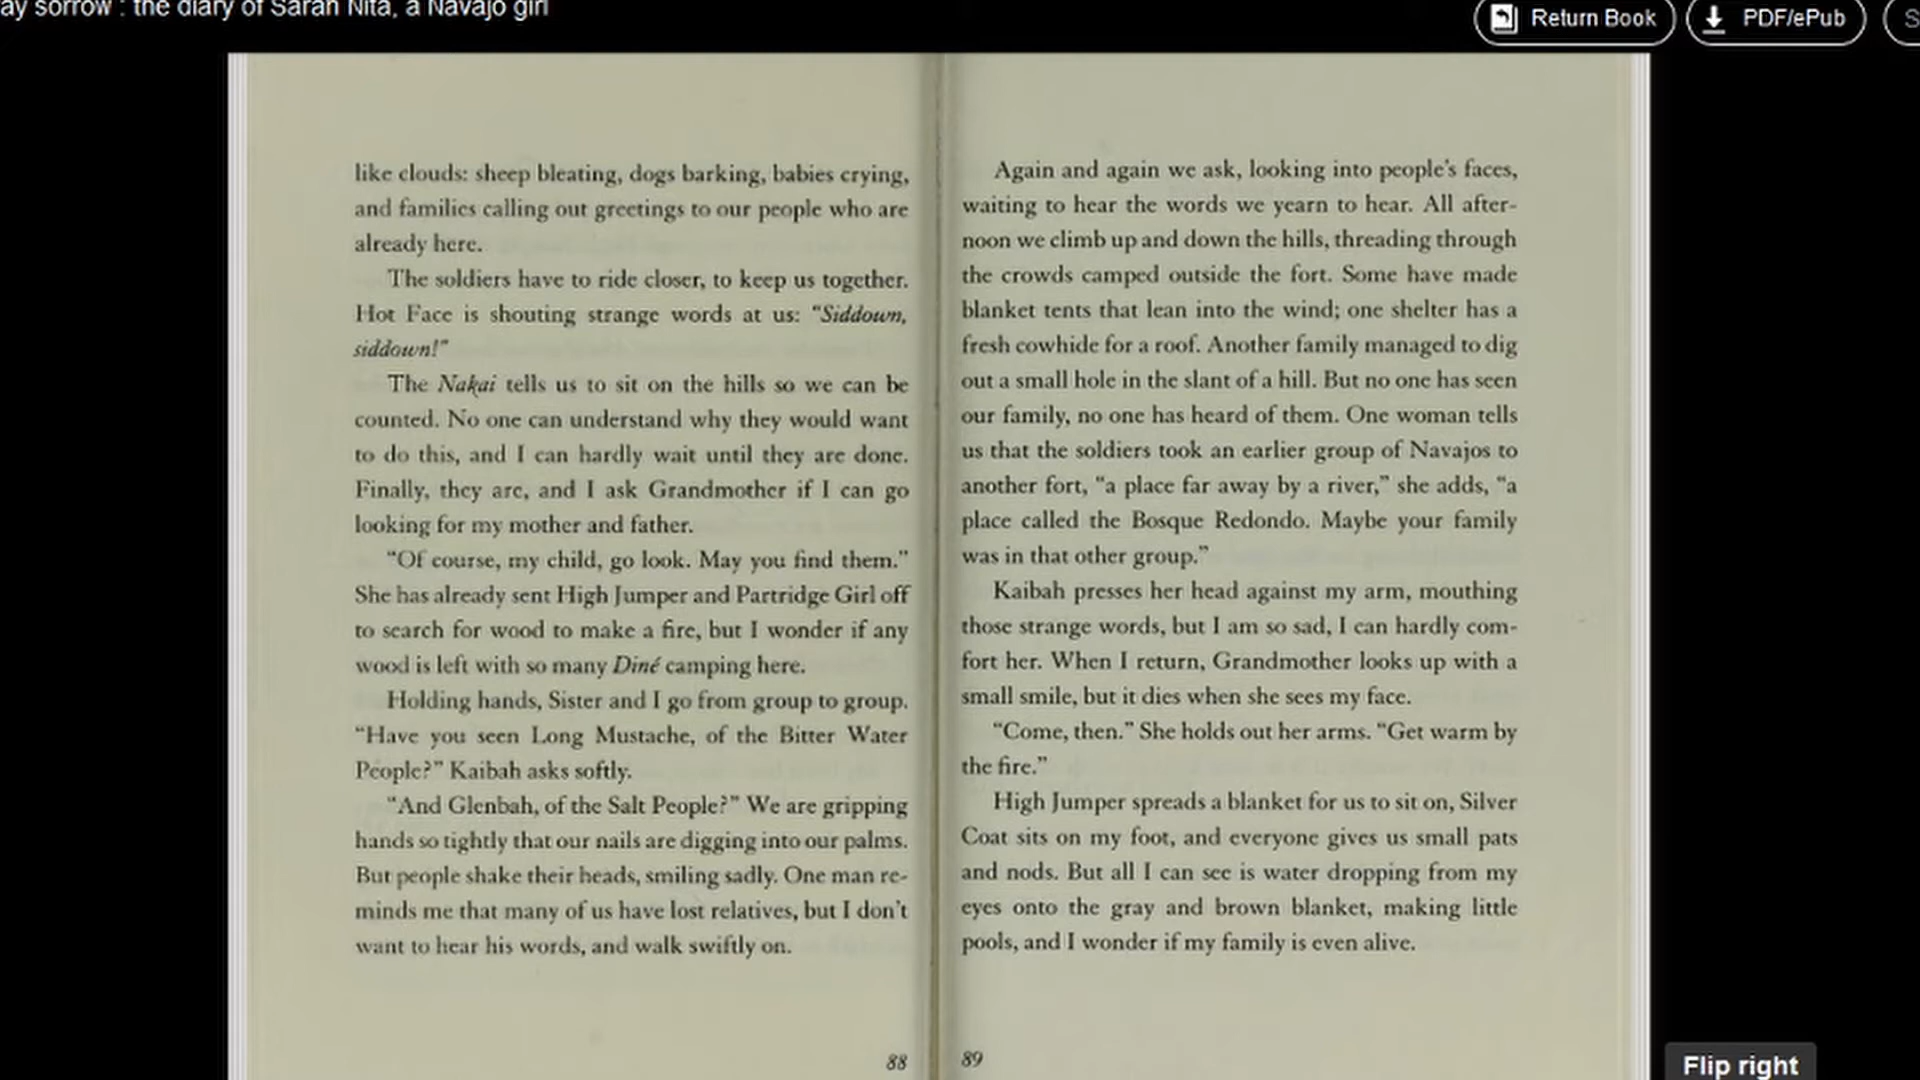 ay sorrow : the diary of Sarah Nita, a Navajo girl
Return Book
PDF/ePub
S
like clouds: sheep bleating, dogs barking, babies crying,
and families calling out greetings to our people who are
already here.
The soldiers have to ride closer, to keep us together.
Hot Face is shouting strange words at us: “Siddown,
siddown!”
The Nakai tells us to sit on the hills so we can be
counted. No one can understand why they would want
to do this, and I can hardly wait until they are done.
Finally, they are, and I ask Grandmother if I can go
looking for my mother and father.
“Of course, my child, go look. May you find them.”
She has already sent High Jumper and Partridge Girl off
to search for wood to make a fire, but I wonder if any
wood is left with so many Diné camping here.
Holding hands, Sister and I go from group to group.
“Have you seen Long Mustache, of the Bitter Water
People?” Kaibah asks softly.
“And Glenbah, of the Salt People?” We are gripping
hands so tightly that our nails are digging into our palms.
But people shake their heads, smiling sadly. One man re-
minds me that many of us have lost relatives, but I don’t
want to hear his words, and walk swiftly on.
88
Again and again we ask, looking into people’s faces,
waiting to hear the words we yearn to hear. All after-
noon we climb up and down the hills, threading through
the crowds camped outside the fort. Some have made
blanket tents that lean into the wind; one shelter has a
fresh cowhide for a roof. Another family managed to dig
out a small hole in the slant of a hill. But no one has seen
our family, no one has heard of them. One woman tells
us that the soldiers took an earlier group of Navajos to
another fort, “a place far away by a river,” she adds, “a
place called the Bosque Redondo. Maybe your family
was in that other group.”
Kaibah presses her head against my arm, mouthing
those strange words, but I am so sad, I can hardly com-
fort her. When I return, Grandmother looks up with a
small smile, but it dies when she sees my face.
“Come, then.” She holds out her arms. “Get warm by
the fire.”
High Jumper spreads a blanket for us to sit on, Silver
Coat sits on my foot, and everyone gives us small pats
and nods. But all I can see is water dropping from my
eyes onto the gray and brown blanket, making little
pools, and I wonder if my family is even alive.
89
Flip right